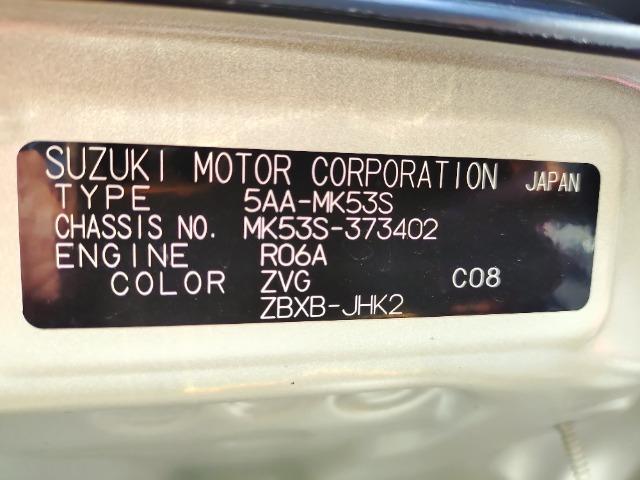 SUZUKI MOTOR CORPORATION JAPAN
TYPE 5AA-MK53S
CHASSIS NO. MK53S-373402
ENGINE R06A
COLOR ZVG C08
ZBXB-JHK2